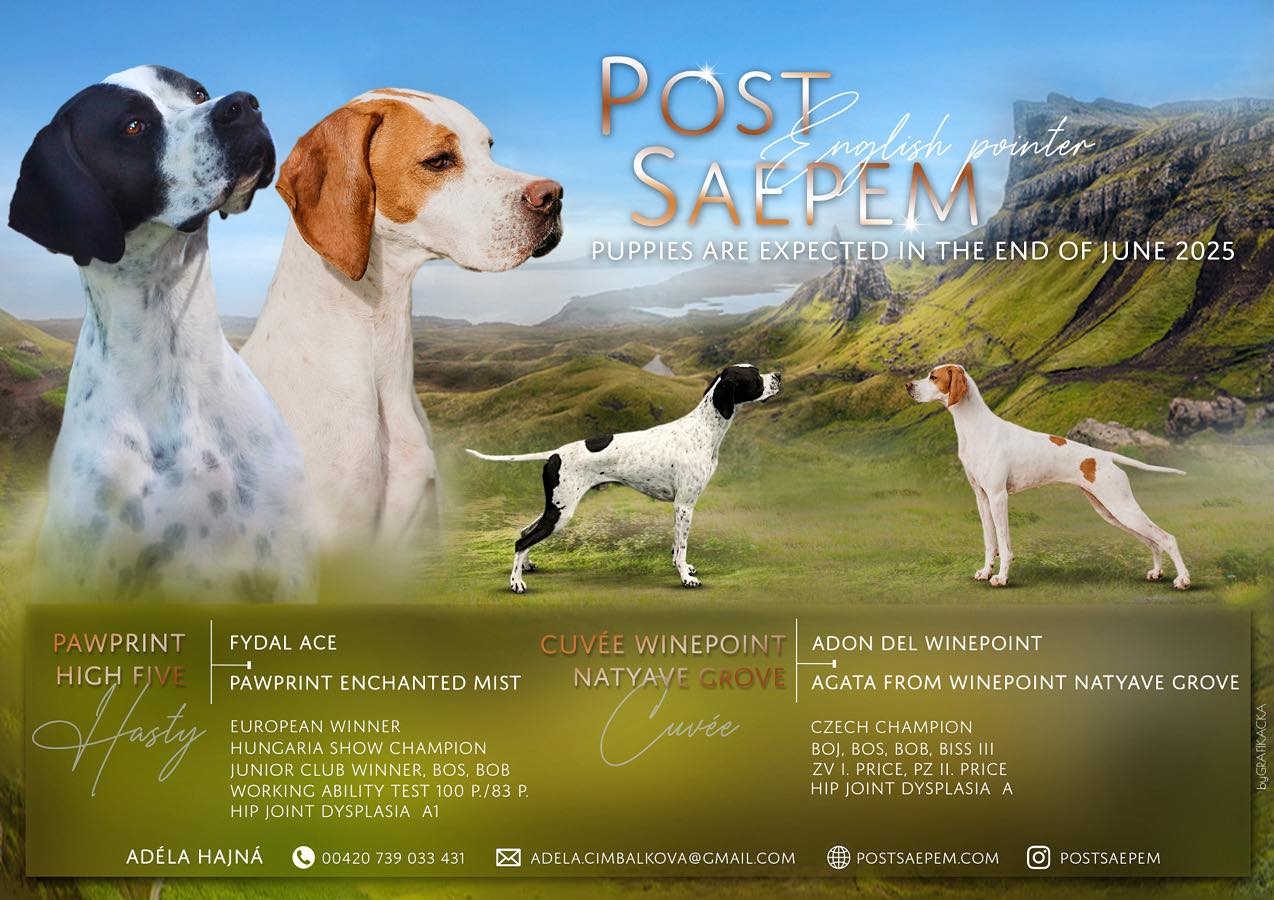 Post
English pointer
Saepem
PUPPIES ARE EXPECTED IN THE END OF JUNE 2025
PAWPRINT
HIGH FIVE
Hasty
FYDAL ACE
PAWPRINT ENCHANTED MIST
EUROPEAN WINNER
HUNGARIA SHOW CHAMPION
JUNIOR CLUB WINNER, BOS, BOB
WORKING ABILITY TEST 100 P./83 P.
HIP JOINT DYSPLASIA A1
CUVÉE WINEPOINT
NATYAVE GROVE
Cuvée
ADON DEL WINEPOINT
AGATA FROM WINEPOINT NATYAVE GROVE
CZECH CHAMPION
BOJ, BOS, BOB, BISS III
ZV I. PRICE, PZ II. PRICE
HIP JOINT DYSPLASIA A
ADÉLA HAJNÁ 00420 739 033 431 ADELA.CIMBALKOVA@GMAIL.COM POSTSAEPEM.COM POSTSAEPEM
by GRAFIKACKA